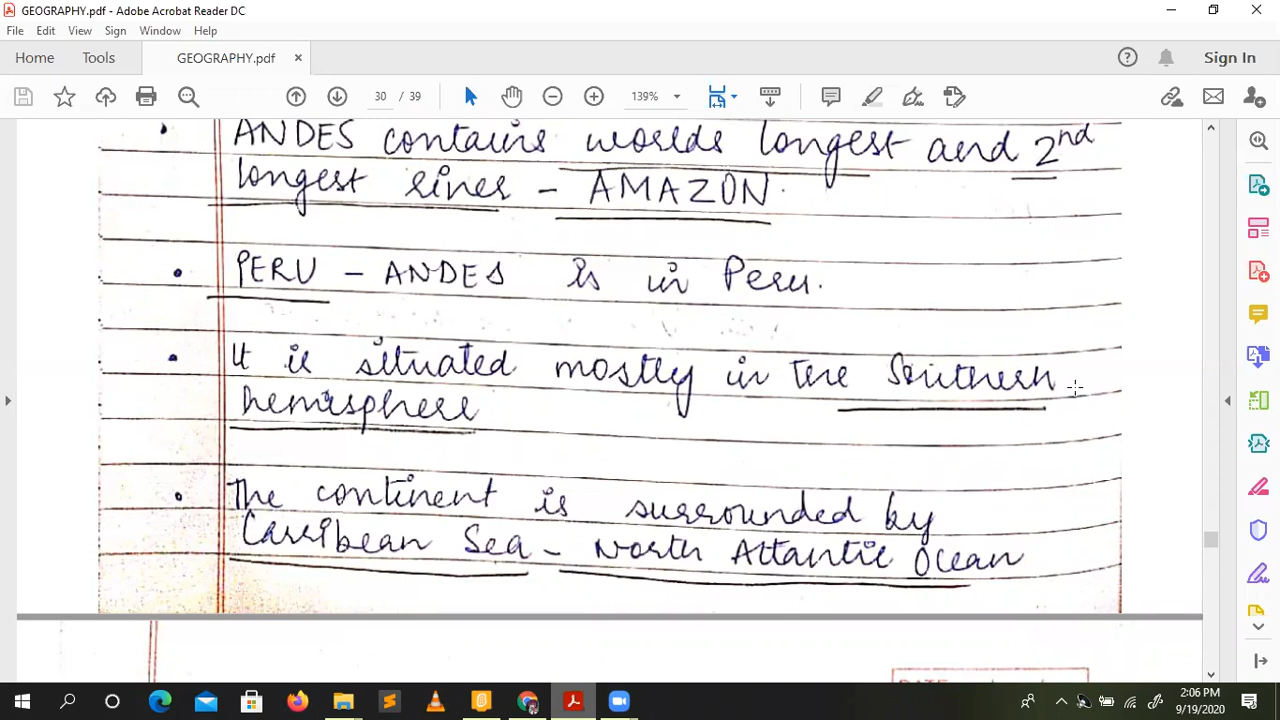 GEOGRAPHY.pdf - Adobe Acrobat Reader DC
File Edit View Sign Window Help
Home Tools GEOGRAPHY.pdf × Sign In
30 / 39 139%
ANDES contains worlds longest and 2nd
longest rivers - AMAZON.
• PERU - ANDES is in Peru.
• It is situated mostly in the Southern
hemisphere
• The continent is surrounded by
Carribean Sea - North Atlantic Ocean
DATE
2:06 PM
9/19/2020